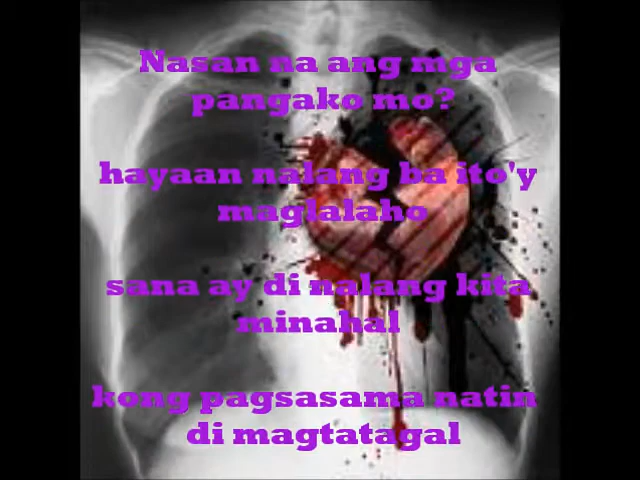 Nasan na ang mga
pangako mo?
hayaan nalang ba ito'y
maglalaho
sana ay di nalang kita
minahal
kong pagsasama natin
di magtatagal